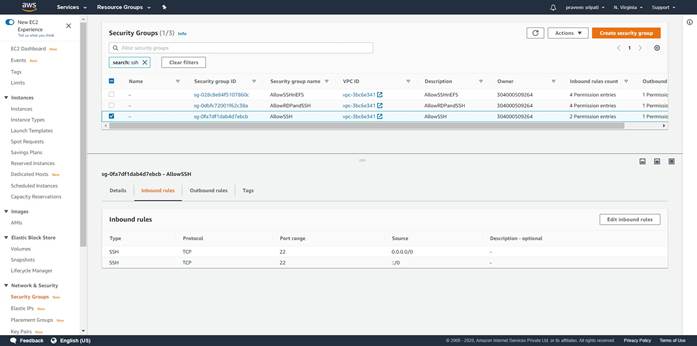 aws
Services
Resource Groups
praveen sripati
N. Virginia
Support
New EC2
Experience
Tell us what you think
EC2 Dashboard New
Events New
Tags
Limits
Instances
Instances
Instance Types
Launch Templates
Spot Requests
Savings Plans
Reserved Instances
Dedicated Hosts New
Scheduled Instances
Capacity Reservations
Images
AMIs
Elastic Block Store
Volumes
Snapshots
Lifecycle Manager
Network & Security
Security Groups New
Elastic IPs New
Placement Groups New
Key Pairs New
Security Groups (1/3) Info
Actions
Create security group
Filter security groups
1
search: ssh
Clear filters
Name Security group ID Security group name VPC ID Description Owner Inbound rules count Outbound
– AllowSSHnEFS vpc-3bc6e341 AllowSSHnEFS 304000509264 4 Permission entries 1 Permissi
– AllowRDPandSSH vpc-3bc6e341 AllowRDPandSSH 304000509264 4 Permission entries 1 Permissi
– sg-0fa7df1dab4d7ebcb AllowSSH vpc-3bc6e341 AllowSSH 304000509264 2 Permission entries 1 Permissi
sg-0fa7df1dab4d7ebcb - AllowSSH
Details Inbound rules Outbound rules Tags
Inbound rules
Edit inbound rules
Type Protocol Port range Source Description - optional
SSH TCP 22 0.0.0.0/0 –
SSH TCP 22 ::/0 –
Feedback
English (US)
© 2008 - 2020, Amazon Internet Services Private Ltd. or its affiliates. All rights reserved.
Privacy Policy
Terms of Use